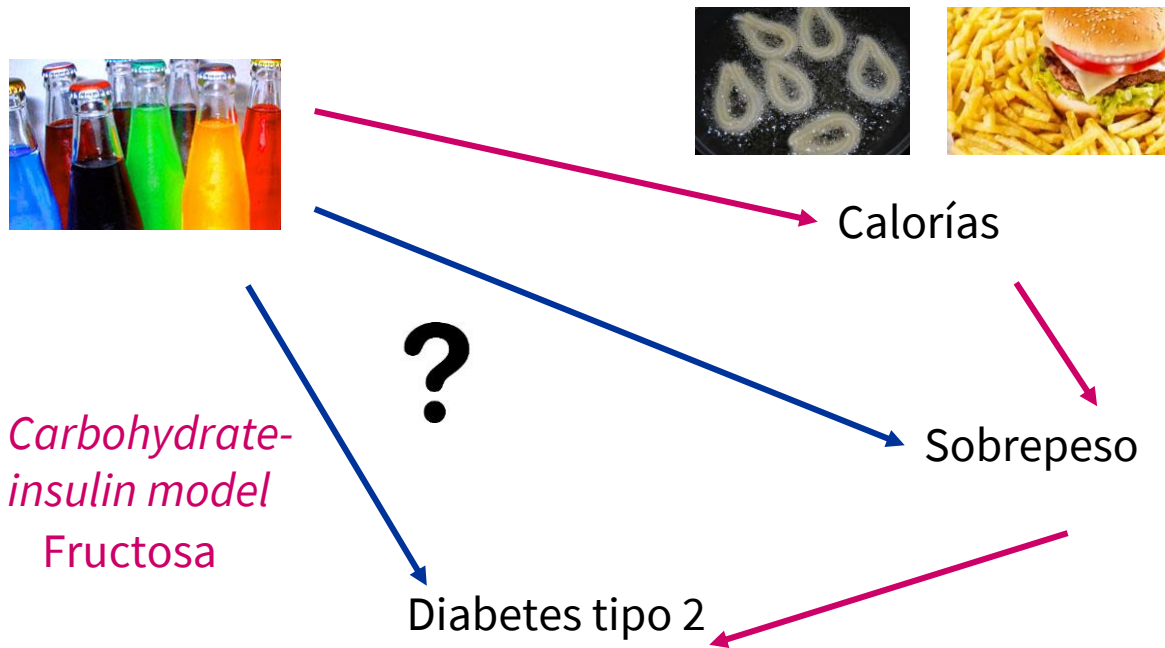 Calorías
?
Sobrepeso
Carbohydrate-
insulin model
Fructosa
Diabetes tipo 2